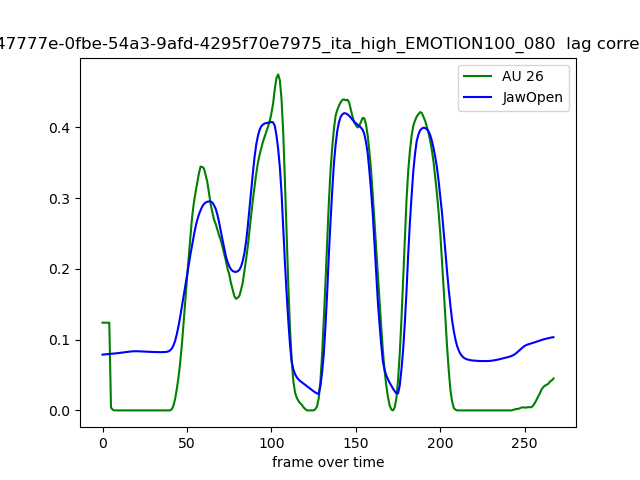 47777e-0fbe-54a3-9afd-4295f70e7975_ita_high_EMOTION100_080 lag corre
AU 26
JawOpen
0.4
0.3
0.2
0.1
0.0
0 50 100 150 200 250
frame over time